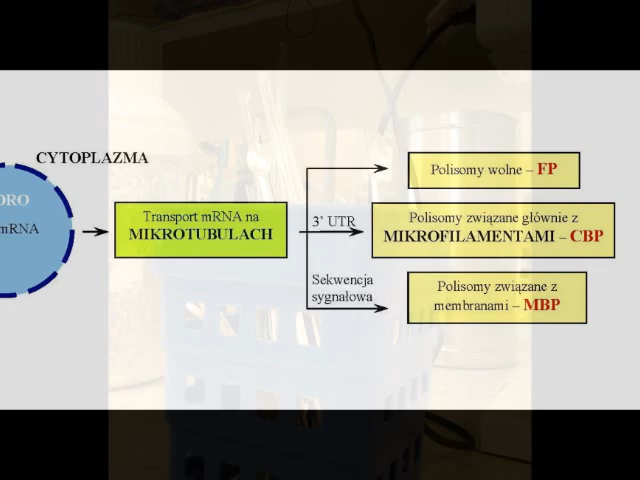 CYTOPLAZMA
mRNA
Transport mRNA na
MIKROTUBULACH
3’ UTR
Sekwencja
sygnałowa
Polisomy wolne – FP
Polisomy związane głównie z
MIKROFILAMENTAMI – CBP
Polisomy związane z
membranami – MBP